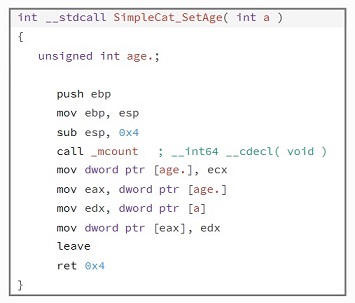 int __stdcall SimpleCat_SetAge( int a )
{
unsigned int age.;
push ebp
mov ebp, esp
sub esp, 0x4
call _mcount ; __int64 __cdecl( void )
mov dword ptr [age.], ecx
mov eax, dword ptr [age.]
mov edx, dword ptr [a]
mov dword ptr [eax], edx
leave
ret 0x4
}